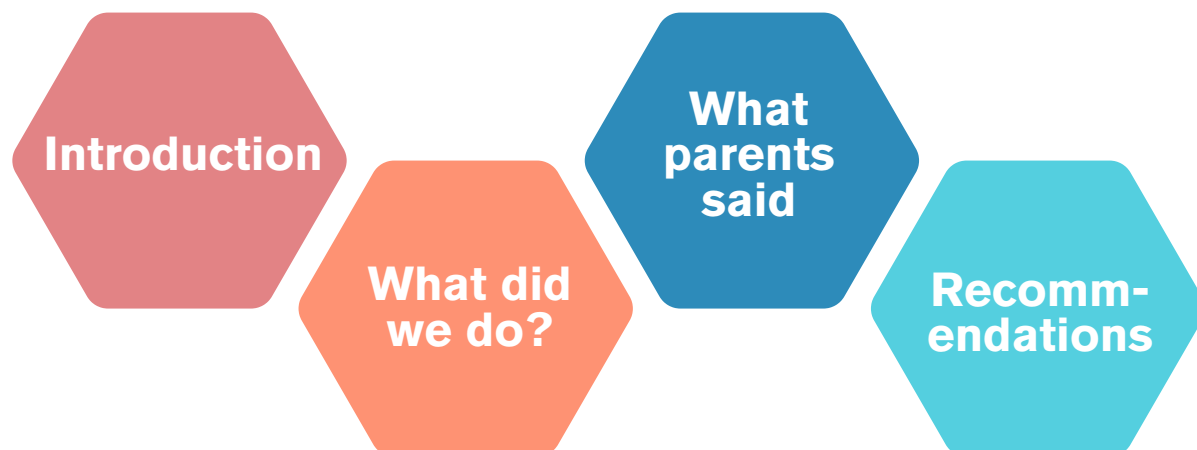 Introduction
What did
we do?
What
parents
said
Recomm-
endations